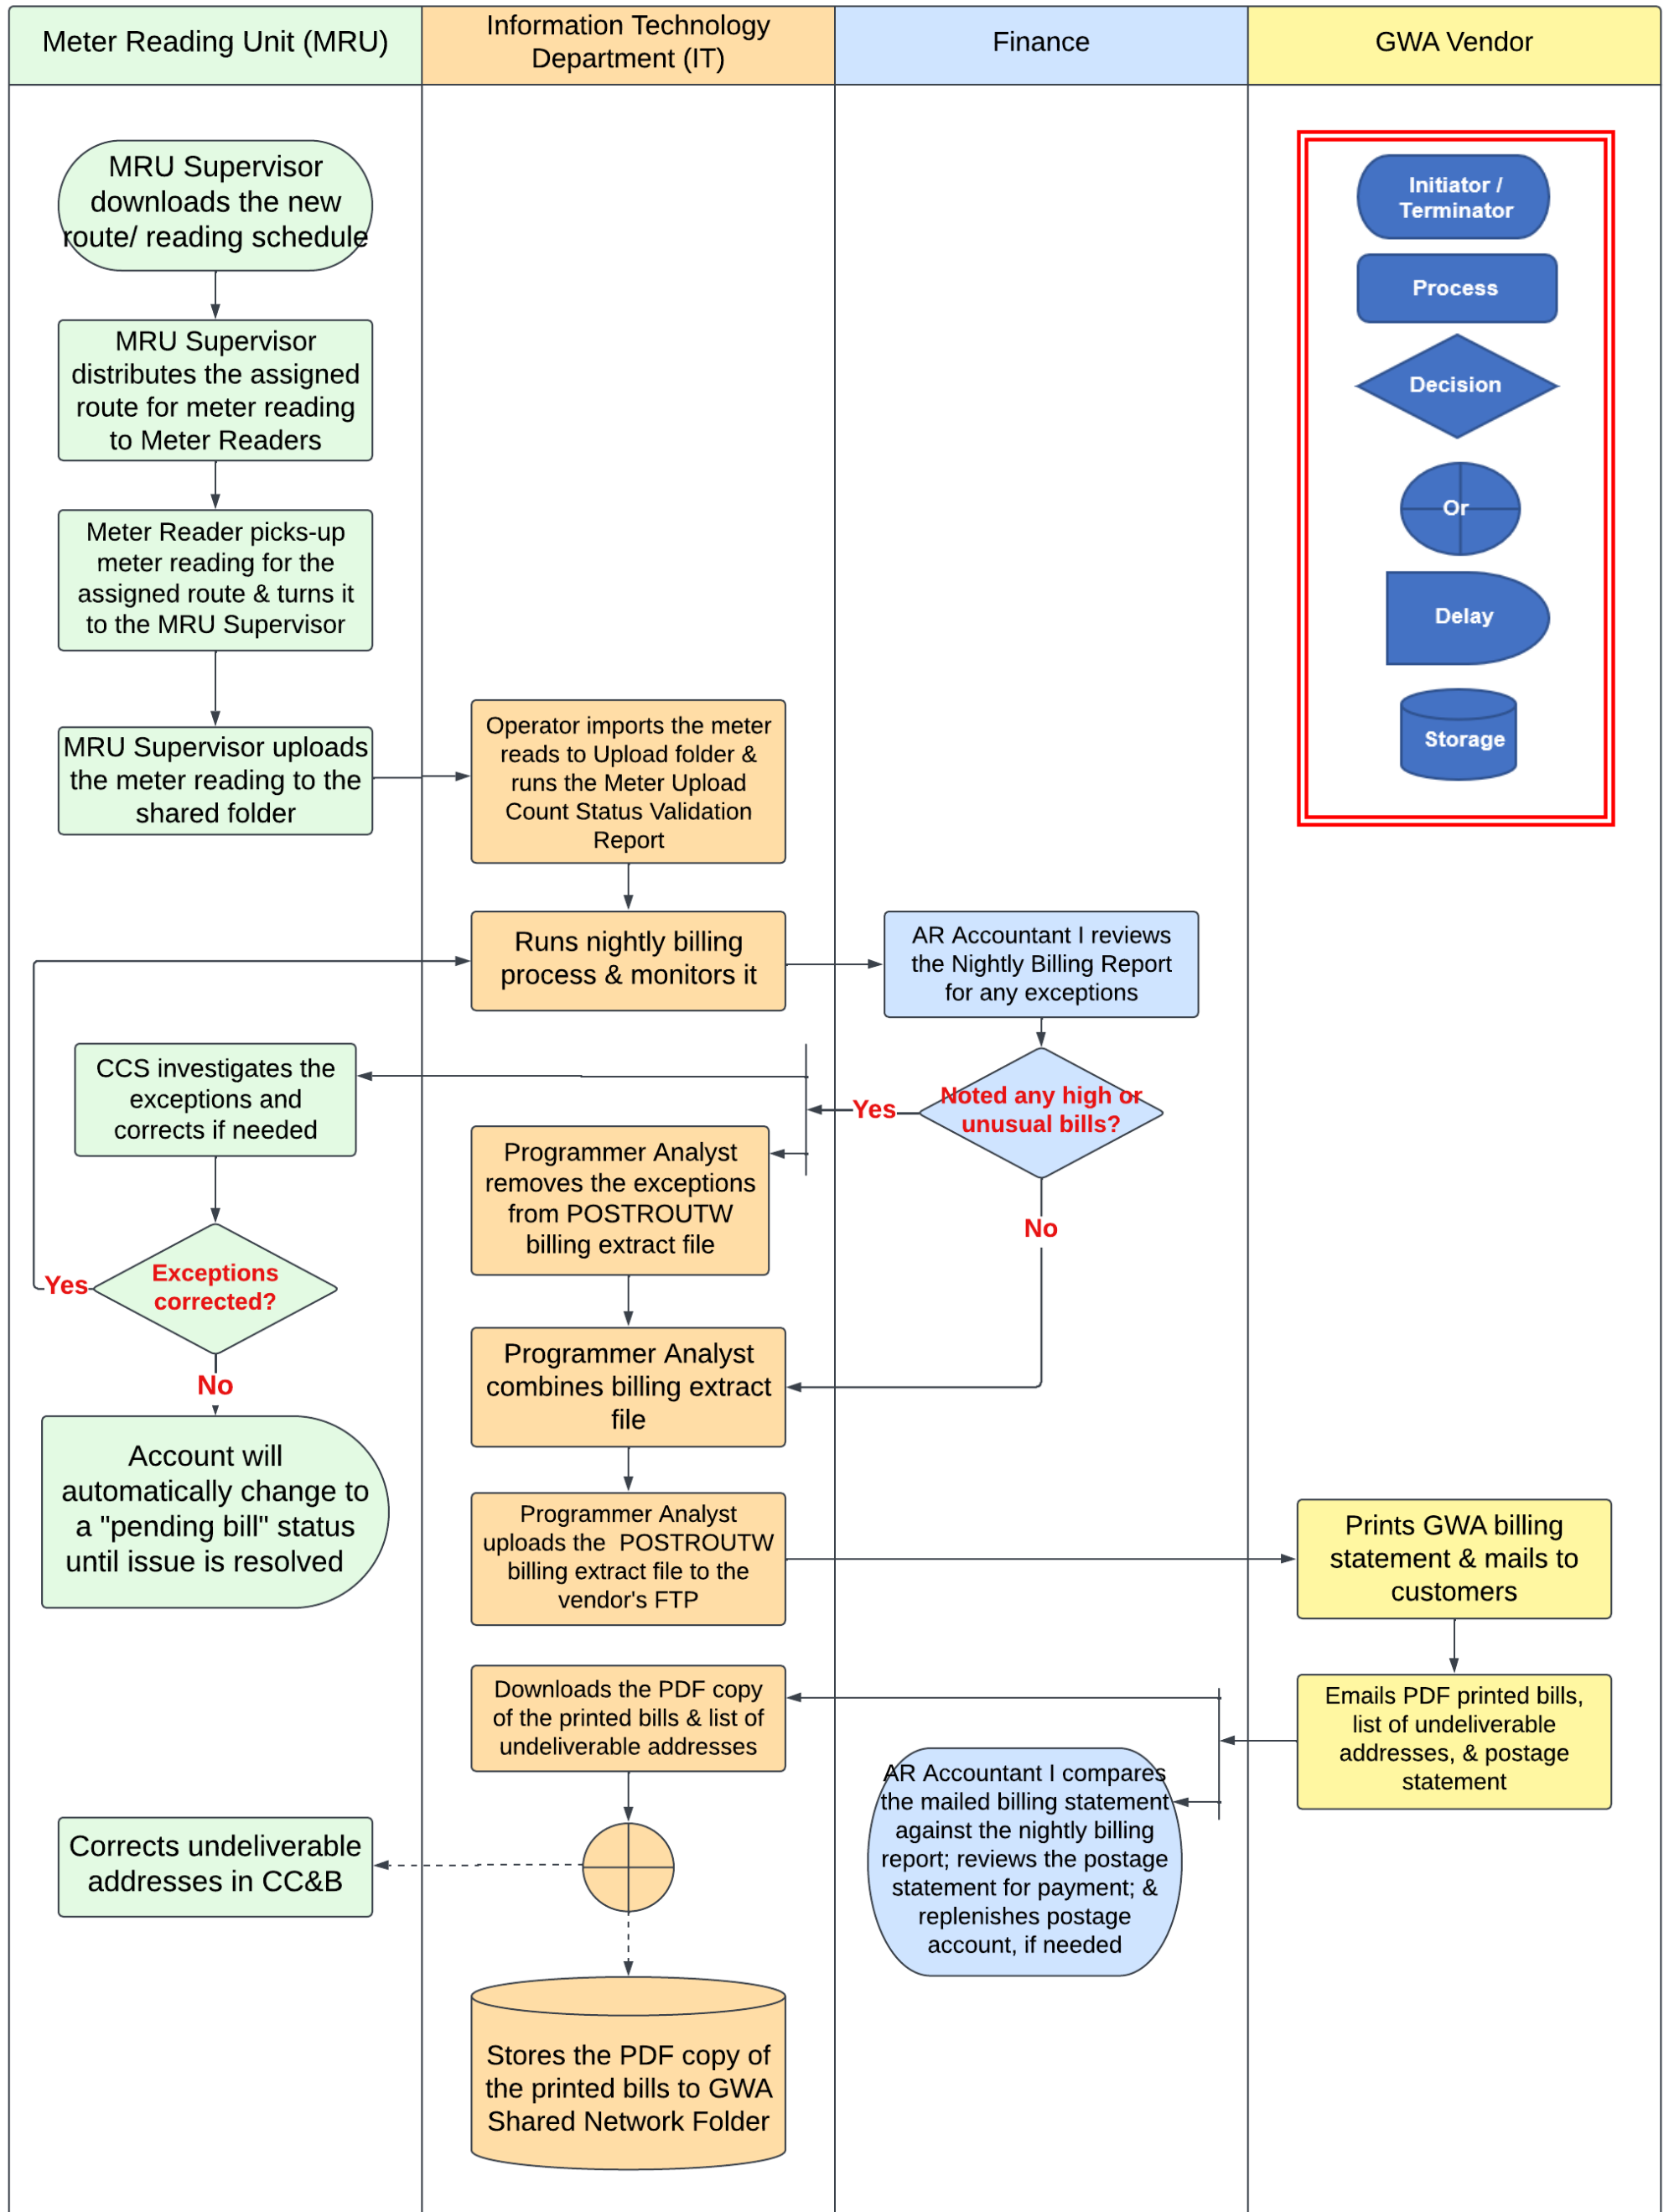 Meter Reading Unit (MRU)
Information Technology
Department (IT)
Finance
GWA Vendor
MRU Supervisor
downloads the new
route/ reading schedule
MRU Supervisor
distributes the assigned
route for meter reading
to Meter Readers
Meter Reader picks-up
meter reading for the
assigned route & turns it
to the MRU Supervisor
MRU Supervisor uploads
the meter reading to the
shared folder
Operator imports the meter
reads to Upload folder &
runs the Meter Upload
Count Status Validation
Report
Initiator /
Terminator
Process
Decision
Or
Delay
Storage
Runs nightly billing
process & monitors it
AR Accountant I reviews
the Nightly Billing Report
for any exceptions
Noted any high or
unusual bills?
Yes
No
CCS investigates the
exceptions and
corrects if needed
Programmer Analyst
removes the exceptions
from POSTROUTW
billing extract file
Exceptions
corrected?
Yes
No
Programmer Analyst
combines billing extract
file
Account will
automatically change to
a "pending bill" status
until issue is resolved
Programmer Analyst
uploads the POSTROUTW
billing extract file to the
vendor's FTP
Prints GWA billing
statement & mails to
customers
Emails PDF printed bills,
list of undeliverable
addresses, & postage
statement
Downloads the PDF copy
of the printed bills & list of
undeliverable addresses
AR Accountant I compares
the mailed billing statement
against the nightly billing
report; reviews the postage
statement for payment; &
replenishes postage
account, if needed
Corrects undeliverable
addresses in CC&B
Stores the PDF copy of
the printed bills to GWA
Shared Network Folder